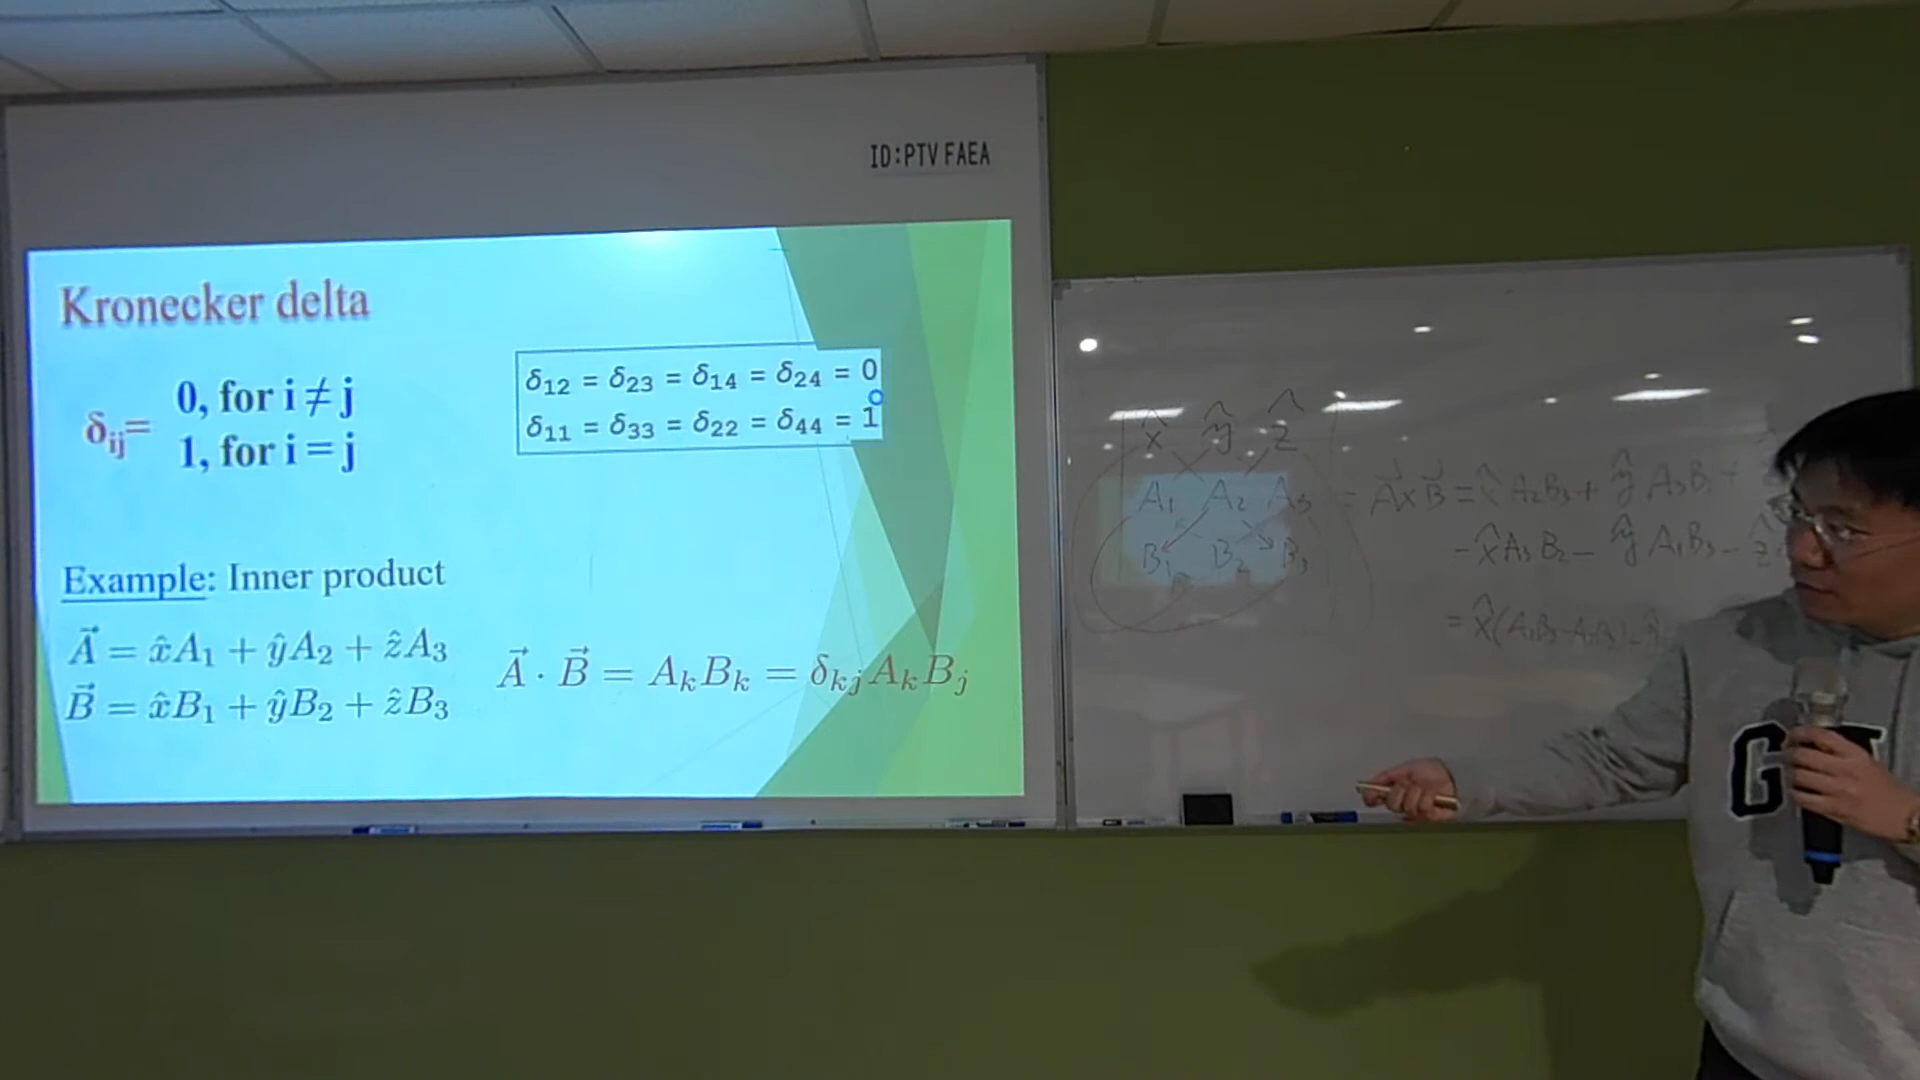 ID:PTV FAEA
Kronecker delta
δᵢⱼ= 0, for i ≠ j
1, for i = j
δ₁₂ = δ₂₃ = δ₁₄ = δ₂₄ = 0
δ₁₁ = δ₃₃ = δ₂₂ = δ₄₄ = 1
Example: Inner product
A⃗ = x̂A₁ + ŷA₂ + ẑA₃
B⃗ = x̂B₁ + ŷB₂ + ẑB₃
A⃗ · B⃗ = AₖBₖ = δₖⱼAₖBⱼ
x̂ ŷ ẑ
A₁ A₂ A₃ = A⃗×B⃗ = x̂A₂B₃ + ŷA₃B₁ +
B₁ B₂ B₃ - x̂A₃B₂ - ŷA₁B₃ - ẑ
= x̂(A₂B₃-A₃B₂)
G